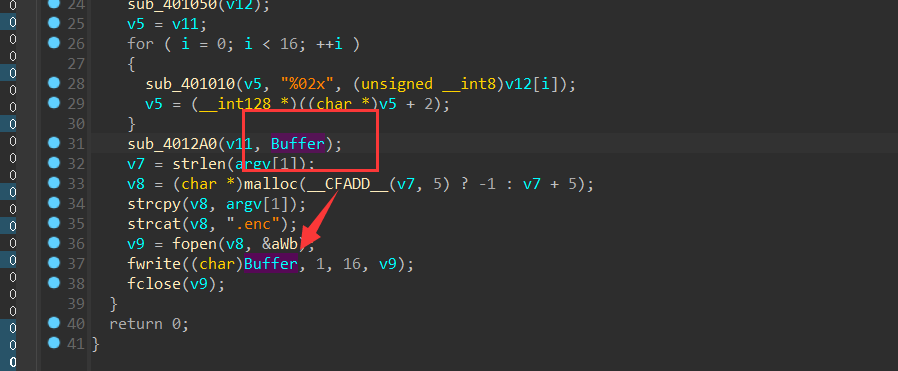 24 sub_401050(v12);
25 v5 = v11;
26 for ( i = 0; i < 16; ++i )
27 {
28 sub_401010(v5, "%02x", (unsigned __int8)v12[i]);
29 v5 = (__int128 *)((char *)v5 + 2);
30 }
31 sub_4012A0(v11, Buffer);
32 v7 = strlen(argv[1]);
33 v8 = (char *)malloc(__CFADD__(v7, 5) ? -1 : v7 + 5);
34 strcpy(v8, argv[1]);
35 strcat(v8, ".enc");
36 v9 = fopen(v8, &aWb);
37 fwrite((char)Buffer, 1, 16, v9);
38 fclose(v9);
39 }
40 return 0;
41 }